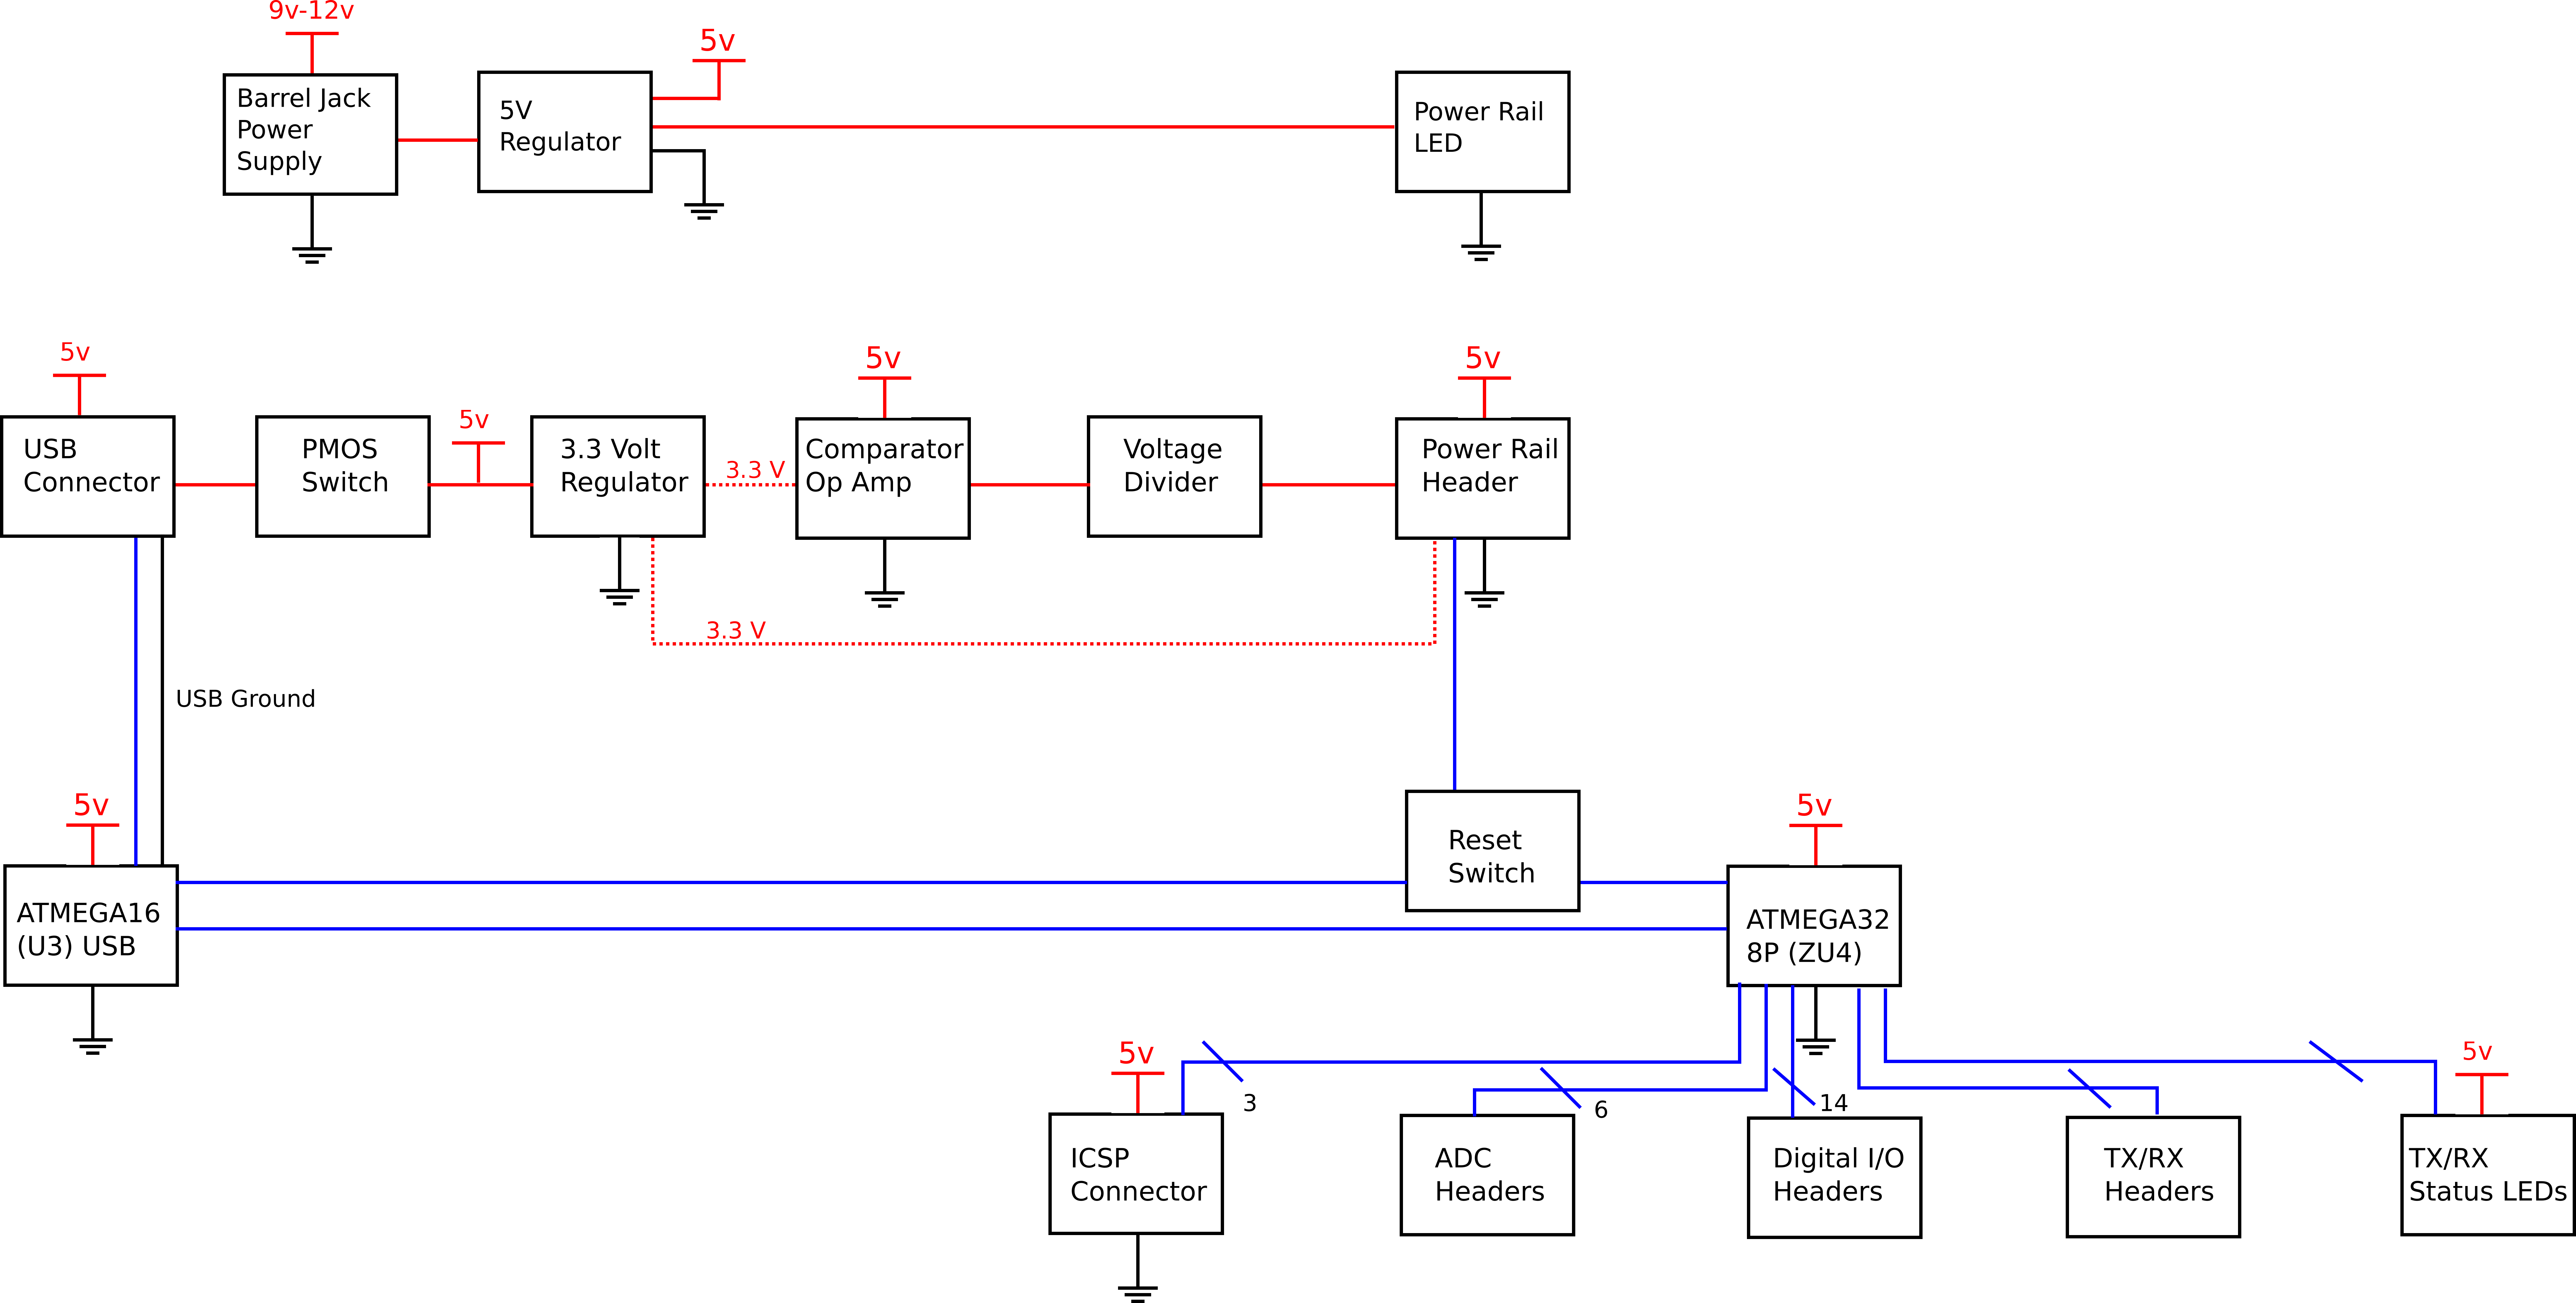 9v-12v
5v
Barrel Jack
Power
Supply
5V
Regulator
Power Rail
LED
5v
5v
5v
5v
USB
Connector
PMOS
Switch
3.3 Volt
Regulator
3.3 V
Comparator
Op Amp
Voltage
Divider
Power Rail
Header
3.3 V
USB Ground
5v
5v
Reset
Switch
ATMEGA16
(U3) USB
ATMEGA32
8P (ZU4)
5v
5v
3
6
14
ICSP
Connector
ADC
Headers
Digital I/O
Headers
TX/RX
Headers
TX/RX
Status LEDs